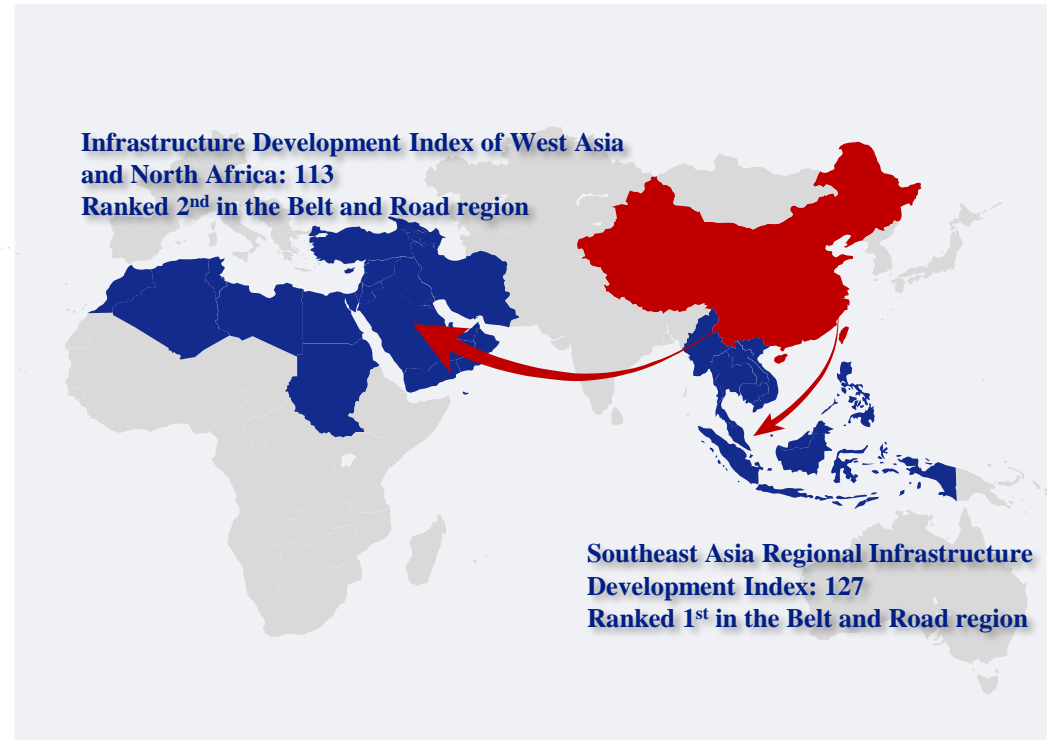 Infrastructure Development Index of West Asia
and North Africa: 113
Ranked 2nd in the Belt and Road region
Southeast Asia Regional Infrastructure
Development Index: 127
Ranked 1st in the Belt and Road region